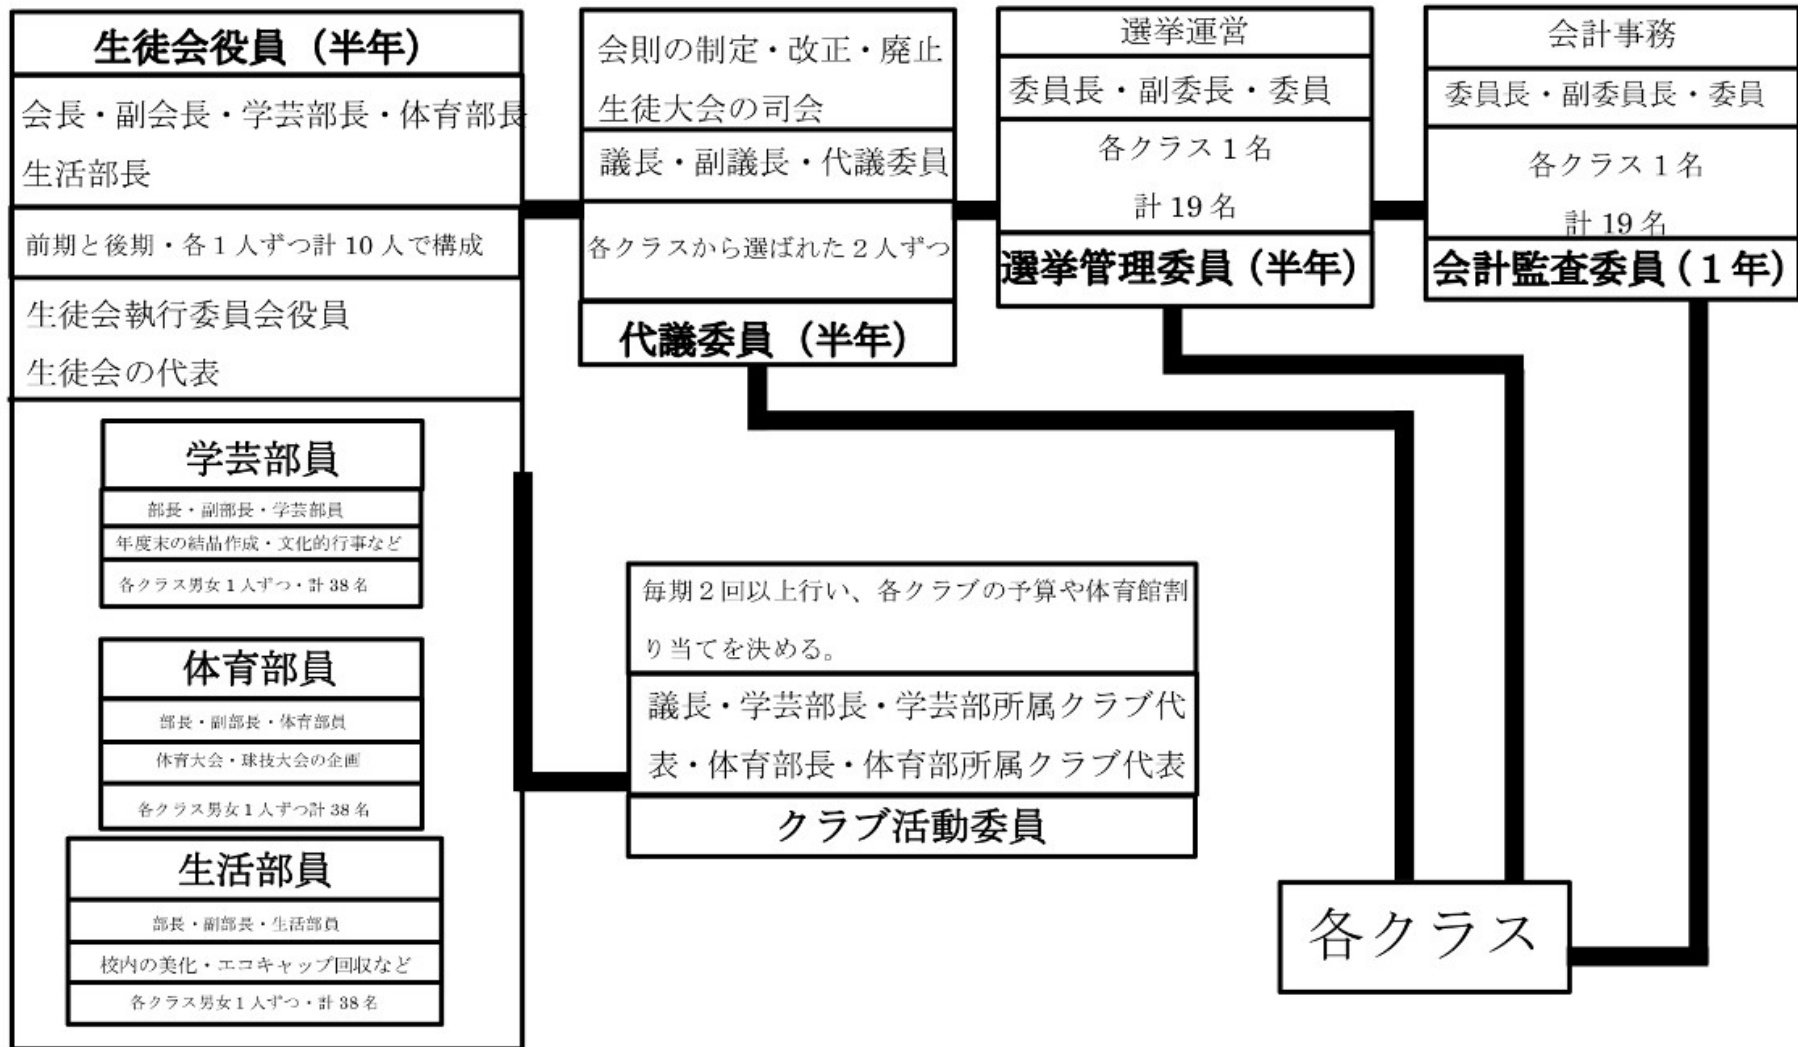 生徒会役員（半年）
会長・副会長・学芸部長・体育部長
生活部長
前期と後期・各１人ずつ計 10 人で構成
生徒会執行委員会役員
生徒会の代表
学芸部員
部長・副部長・学芸部員
年度末の結晶作成・文化的行事など
各クラス男女１人ずつ・計 38 名
体育部員
部長・副部長・体育部員
体育大会・球技大会の企画
各クラス男女１人ずつ計 38 名
生活部員
部長・副部長・生活部員
校内の美化・エコキャップ回収など
各クラス男女１人ずつ・計 38 名
会則の制定・改正・廃止
生徒大会の司会
議長・副議長・代議委員
各クラスから選ばれた２人ずつ
代議委員（半年）
選挙運営
委員長・副委長・委員
各クラス１名
計 19 名
選挙管理委員（半年）
会計事務
委員長・副委員長・委員
各クラス１名
計 19 名
会計監査委員（１年）
毎期２回以上行い、各クラブの予算や体育館割
り当てを決める。
議長・学芸部長・学芸部所属クラブ代
表・体育部長・体育部所属クラブ代表
クラブ活動委員
各クラス